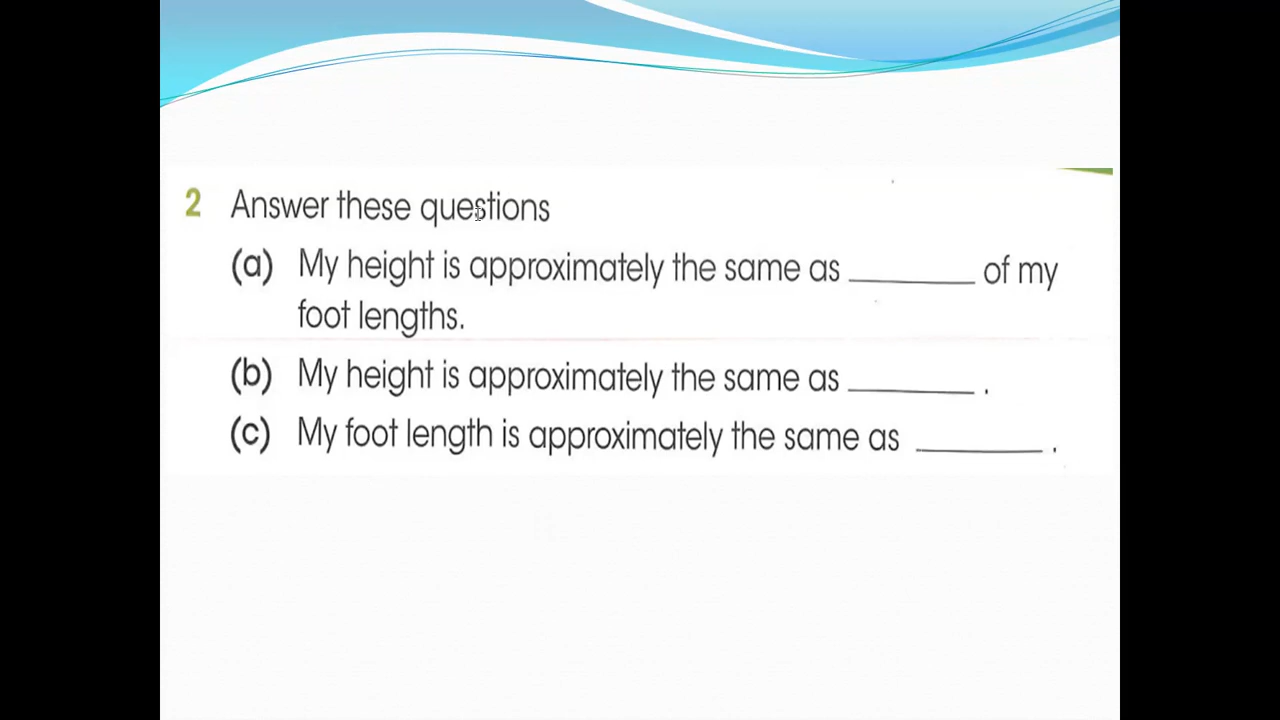 2 Answer these questions
(a) My height is approximately the same as ________ of my
foot lengths.
(b) My height is approximately the same as ________ .
(c) My foot length is approximately the same as ________ .